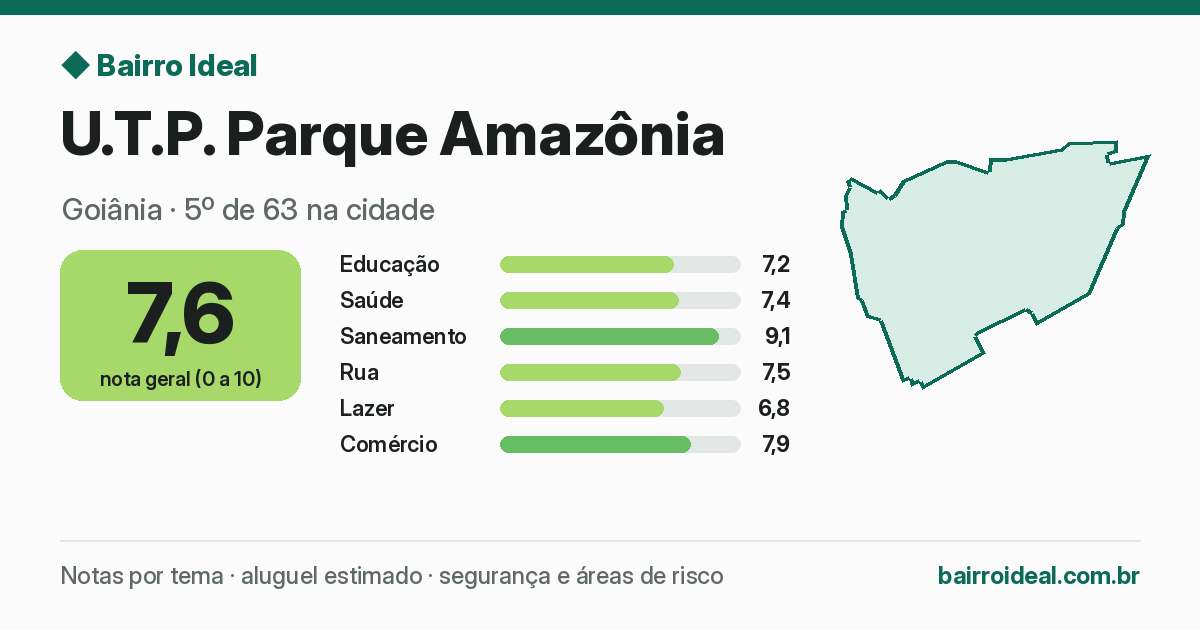 Bairro Ideal
U.T.P. Parque Amazônia
Goiânia · 5º de 63 na cidade
7,6
nota geral (0 a 10)
Educação 7,2
Saúde 7,4
Saneamento 9,1
Rua 7,5
Lazer 6,8
Comércio 7,9
Notas por tema · aluguel estimado · segurança e áreas de risco
bairroideal.com.br